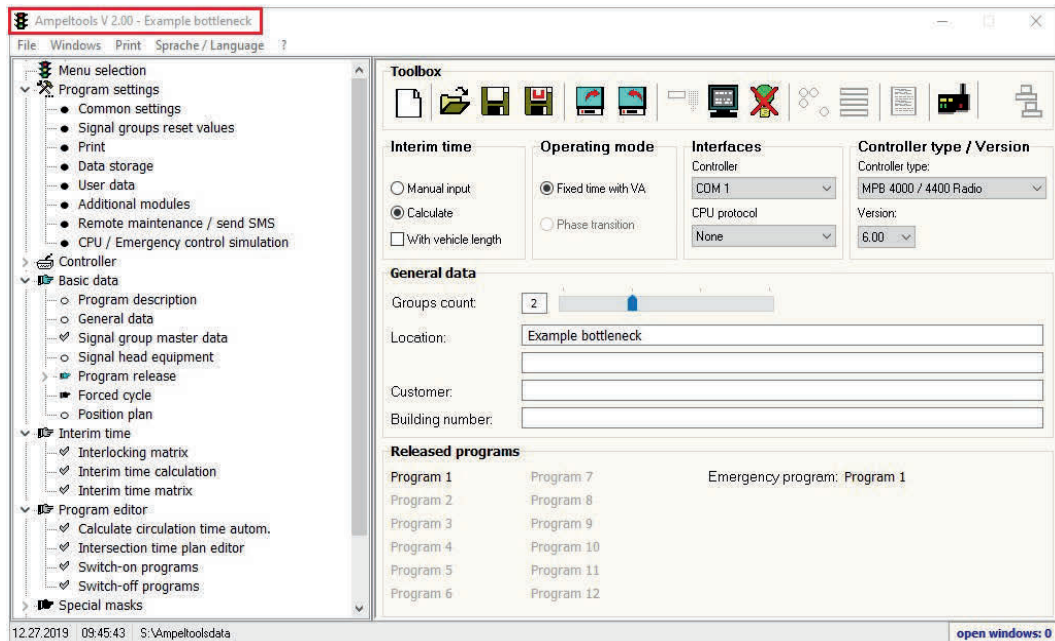 Ampeltools V 2.00 - Example bottleneck
File Windows Print Sprache / Language ?
Menu selection
Program settings
Common settings
Signal groups reset values
Print
Data storage
User data
Additional modules
Remote maintenance / send SMS
CPU / Emergency control simulation
Controller
Basic data
Program description
General data
Signal group master data
Signal head equipment
Program release
Forced cycle
Position plan
Interim time
Interlocking matrix
Interim time calculation
Interim time matrix
Program editor
Calculate circulation time autom.
Intersection time plan editor
Switch-on programs
Switch-off programs
Special masks
Toolbox
Interim time
Manual input
Calculate
With vehicle length
Operating mode
Fixed time with VA
Phase transition
Interfaces
Controller
COM 1
CPU protocol
None
Controller type / Version
Controller type:
MPB 4000 / 4400 Radio
Version:
6.00
General data
Groups count: 2
Location: Example bottleneck
Customer:
Building number:
Released programs
Program 1 Program 7 Emergency program: Program 1
Program 2 Program 8
Program 3 Program 9
Program 4 Program 10
Program 5 Program 11
Program 6 Program 12
12.27.2019 09:45:43 S:\Ampeltoolsdata open windows: 0